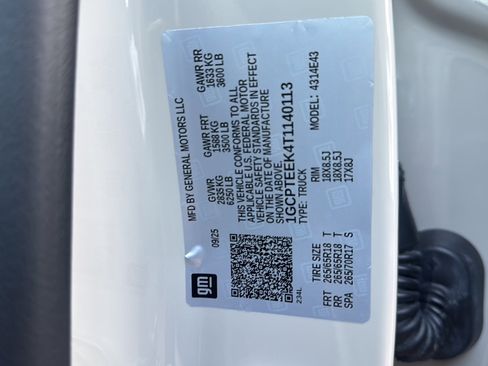 gm
MFD BY GENERAL MOTORS LLC
09/25 GVWR GAWR FRT GAWR RR
2835 KG 1588 KG 1633 KG
6250 LB 3500 LB 3600 LB
THIS VEHICLE CONFORMS TO ALL
APPLICABLE U.S. FEDERAL MOTOR
VEHICLE SAFETY STANDARDS IN EFFECT
ON THE DATE OF MANUFACTURE
SHOWN ABOVE.
1GCPTEEK4T1140113
TYPE: TRUCK MODEL: 4314E43
234L
TIRE SIZE RIM
FRT 265/65R18 T 18X8.5J
RR 265/65R18 T 18X8.5J
SPA 265/70R17 S 17X8J